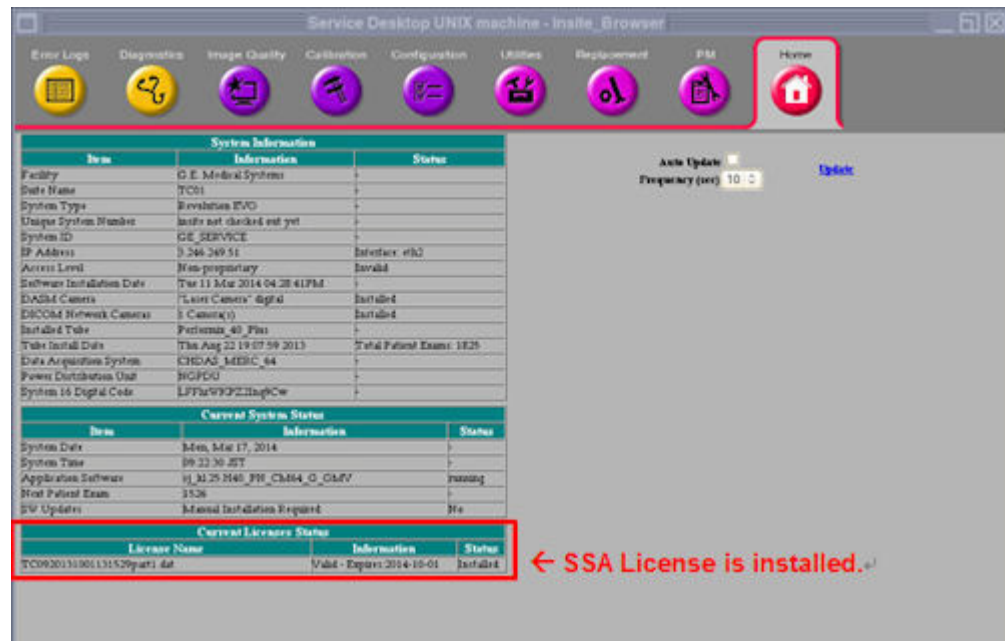 Service Desktop UNIX machine - Insite_Browser
Error Logs Diagnostics Image Quality Calibration Configuration Utilities Replacement PM Home
System Information
Item Information Status
Facility G.E. Medical Systems -
Suite Name TC01 -
System Type Revolution EVO -
Unique System Number Insite not checked out yet -
System ID GE_SERVICE -
IP Address 3.246.249.51 Interface: eth2
Access Level Non-proprietary Invalid
Software Installation Date Tue 11 Mar 2014 04:28:41PM -
DASM Camera "Laser Camera" digital Installed
DICOM Network Cameras 1 Camera(s) Installed
Installed Tube Performix_40_Plus -
Tube Install Date Thu Aug 22 19:07:59 2013 Total Patient Exams: 1825
Data Acquisition System CHDAS_MERC_64 -
Power Distribution Unit NGPDU -
System 16 Digital Code -
Auto Update
Update
Frequency (sec) 10
Current System Status
Item Information Status
System Date Mon, Mar 17, 2014 -
System Time 09:22:30 JST -
Application Software running
Next Patient Exam -
SW Updates Manual Installation Required No
Current Licenses Status
License Name Information Status
Valid - Expires:2014-10-01 Installed
← SSA License is installed.